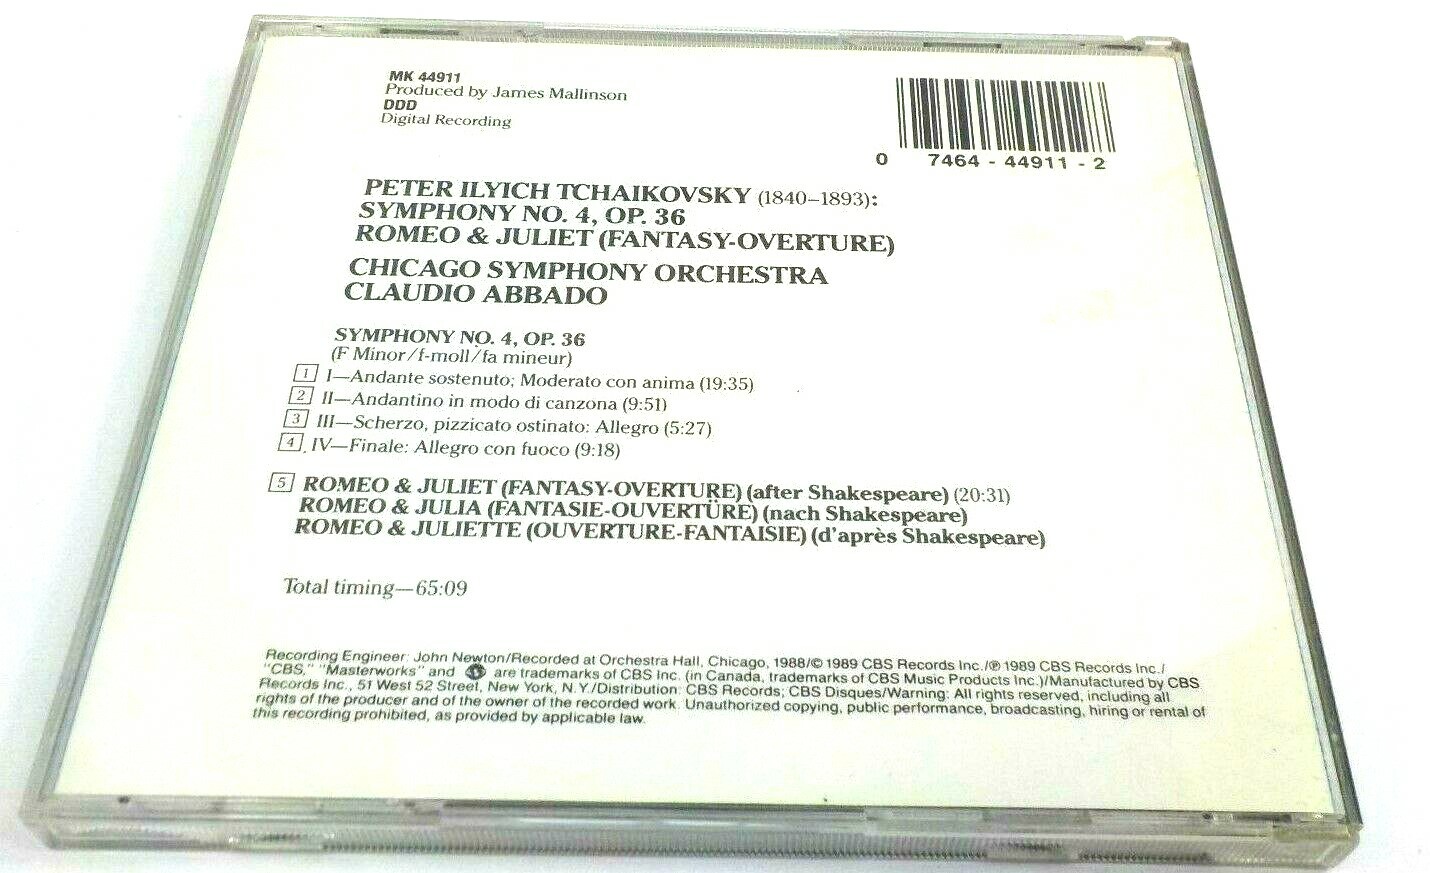 MK 44911
Produced by James Mallinson
DDD
Digital Recording
0 7464 - 44911 - 2
PETER ILYICH TCHAIKOVSKY (1840–1893):
SYMPHONY NO. 4, OP. 36
ROMEO & JULIET (FANTASY-OVERTURE)
CHICAGO SYMPHONY ORCHESTRA
CLAUDIO ABBADO
SYMPHONY NO. 4, OP. 36
(F Minor/f-moll/fa mineur)
1 I—Andante sostenuto; Moderato con anima (19:35)
2 II—Andantino in modo di canzona (9:51)
3 III—Scherzo, pizzicato ostinato: Allegro (5:27)
4 IV—Finale: Allegro con fuoco (9:18)
5 ROMEO & JULIET (FANTASY-OVERTURE) (after Shakespeare) (20:31)
ROMEO & JULIA (FANTASIE-OUVERTÜRE) (nach Shakespeare)
ROMEO & JULIETTE (OUVERTURE-FANTAISIE) (d'après Shakespeare)
Total timing—65:09
Recording Engineer: John Newton/Recorded at Orchestra Hall, Chicago, 1988/© 1989 CBS Records Inc./℗ 1989 CBS Records Inc./
"CBS," "Masterworks" and are trademarks of CBS Inc. (in Canada, trademarks of CBS Music Products Inc.)/Manufactured by CBS
Records Inc., 51 West 52 Street, New York, N.Y./Distribution: CBS Records; CBS Disques/Warning: All rights reserved, including all
rights of the producer and of the owner of the recorded work. Unauthorized copying, public performance, broadcasting, hiring or rental of
this recording prohibited, as provided by applicable law.